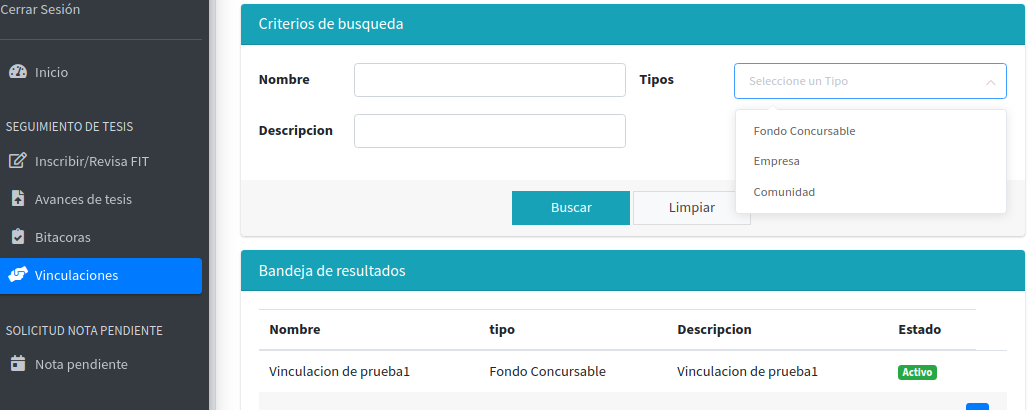 Cerrar Sesión
Inicio
SEGUIMIENTO DE TESIS
Inscribir/Revisa FIT
Avances de tesis
Bitacoras
Vinculaciones
SOLICITUD NOTA PENDIENTE
Nota pendiente
Criterios de busqueda
Nombre
Tipos
Seleccione un Tipo
Descripcion
Fondo Concursable
Empresa
Comunidad
Buscar
Limpiar
Bandeja de resultados
Nombre tipo Descripcion Estado
Vinculacion de prueba1 Fondo Concursable Vinculacion de prueba1 Activo